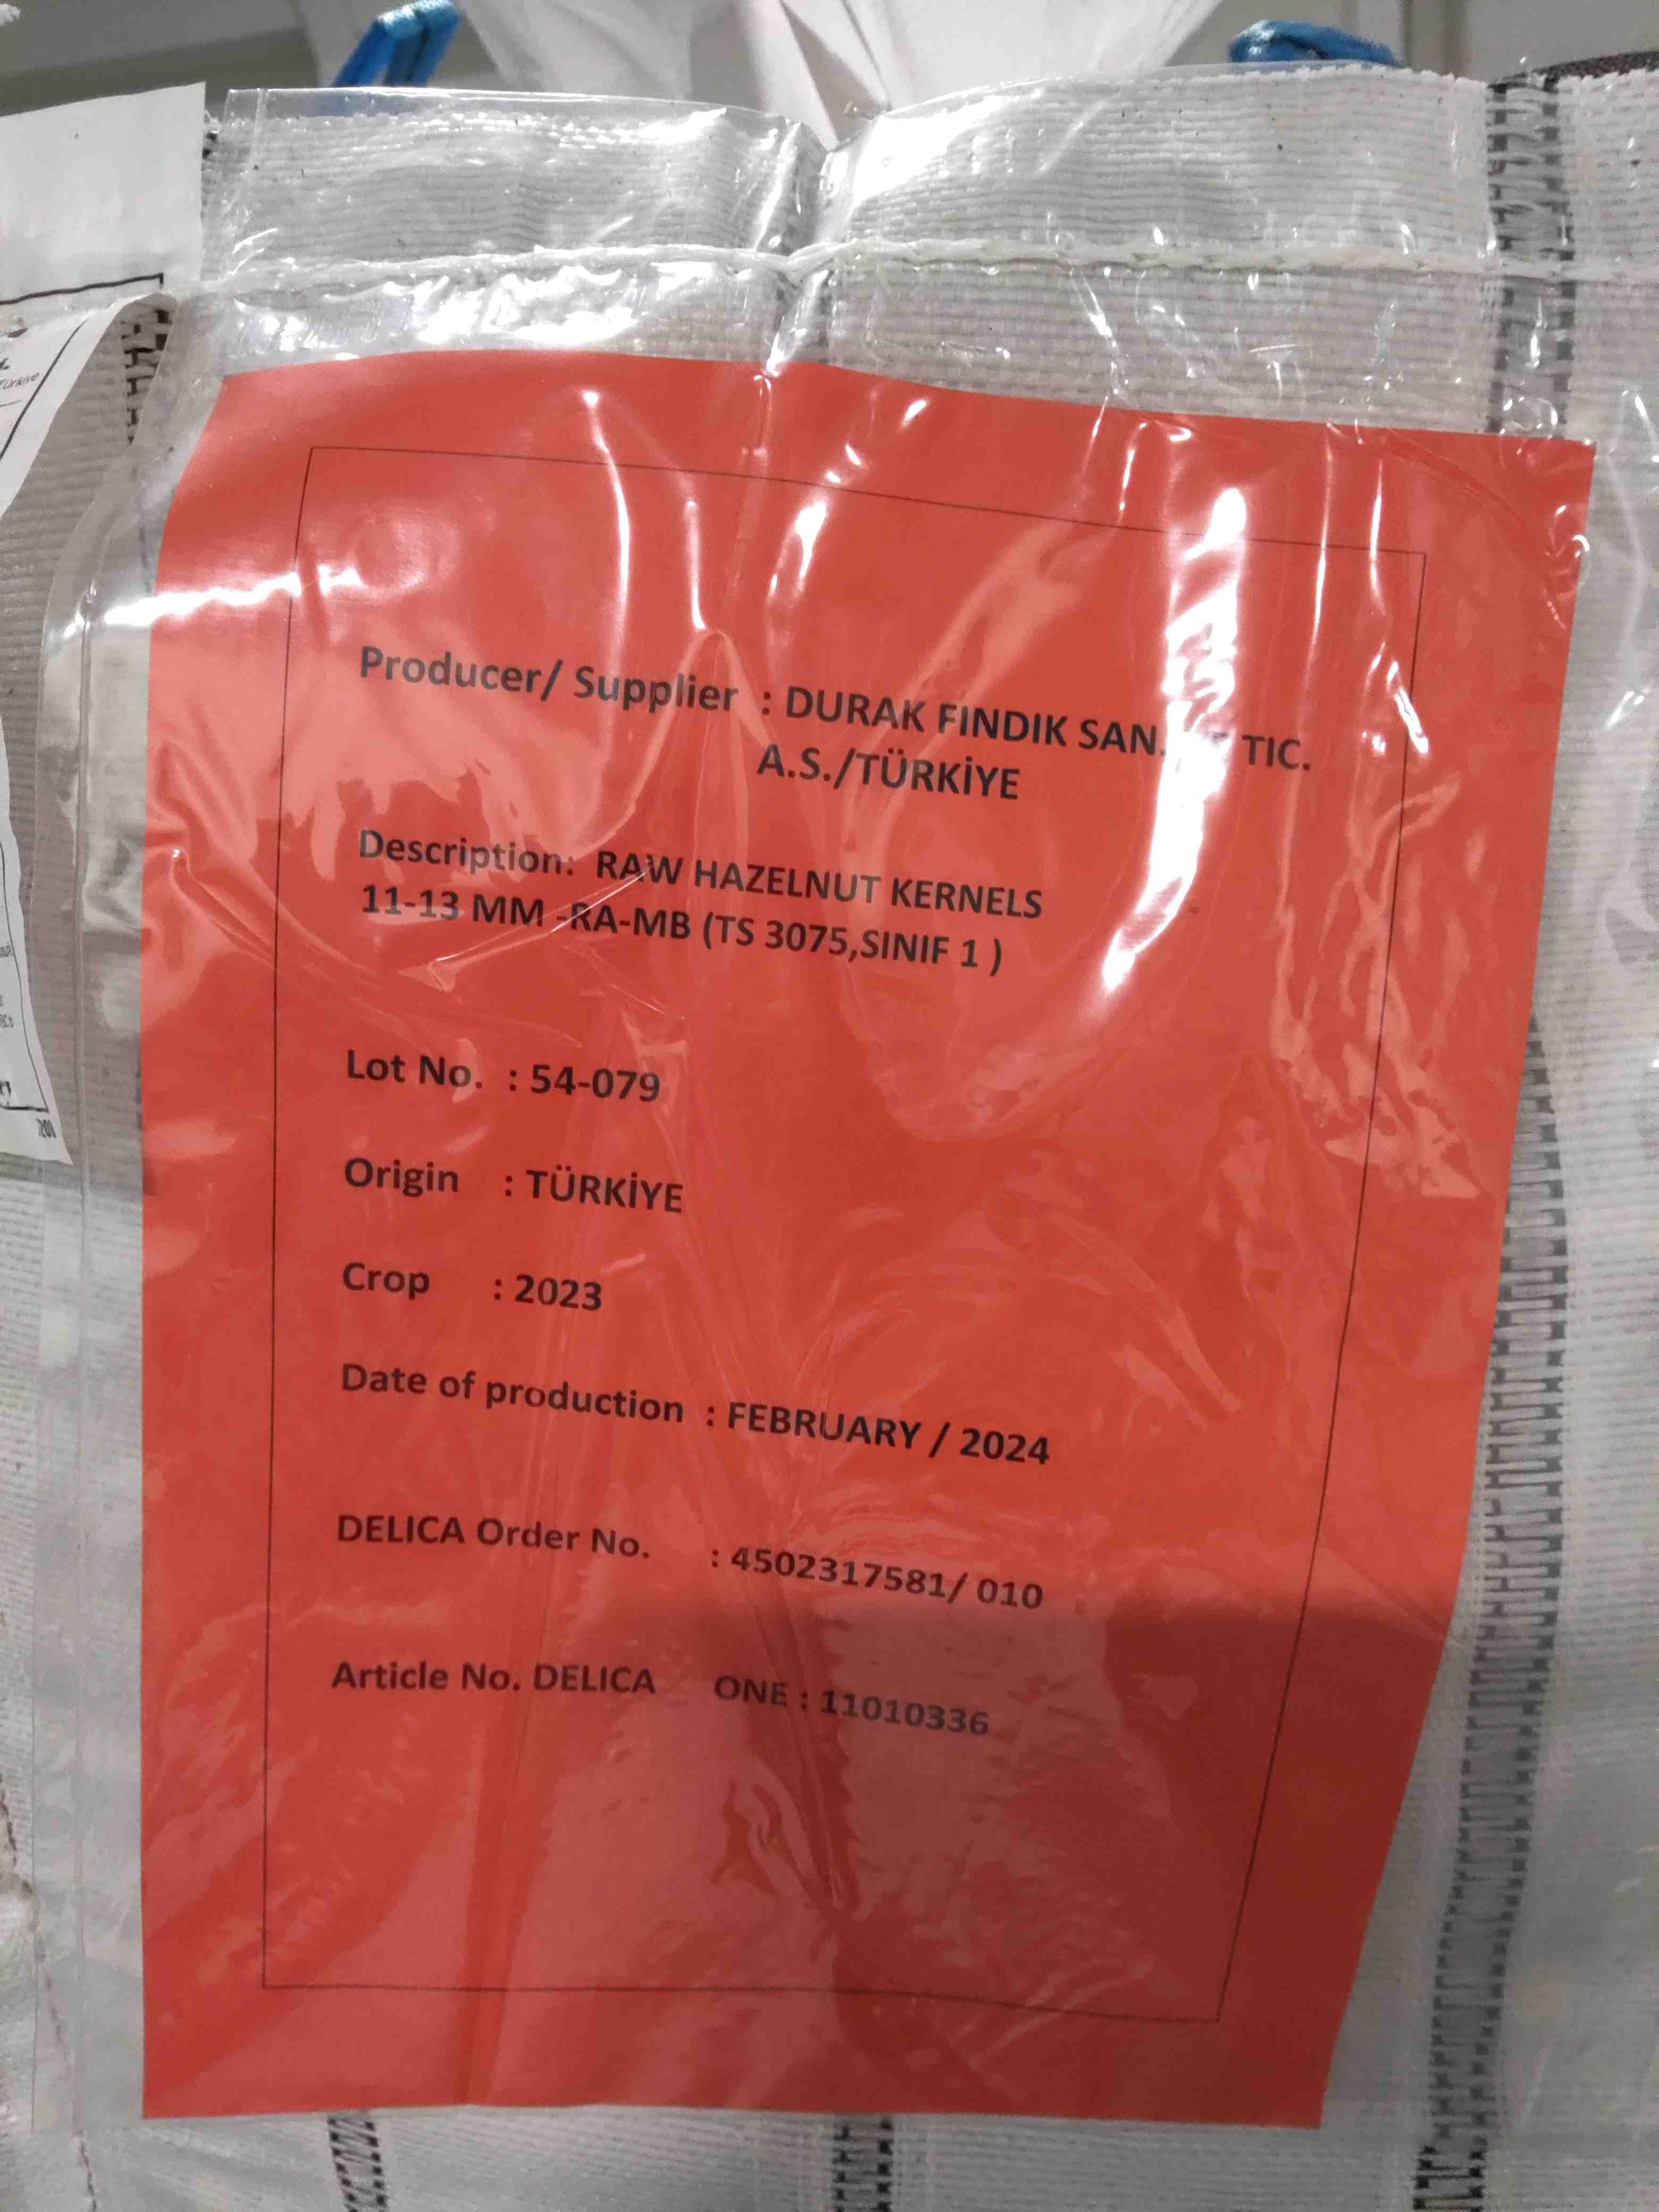 Producer/ Supplier : DURAK FINDIK SAN. TIC.
A.S./TÜRKİYE
Description: RAW HAZELNUT KERNELS
11-13 MM -RA-MB (TS 3075,SINIF 1 )
Lot No. : 54-079
Origin : TÜRKİYE
Crop : 2023
Date of production : FEBRUARY / 2024
DELICA Order No. : 4502317581/ 010
Article No. DELICA ONE : 11010336
Türkiye